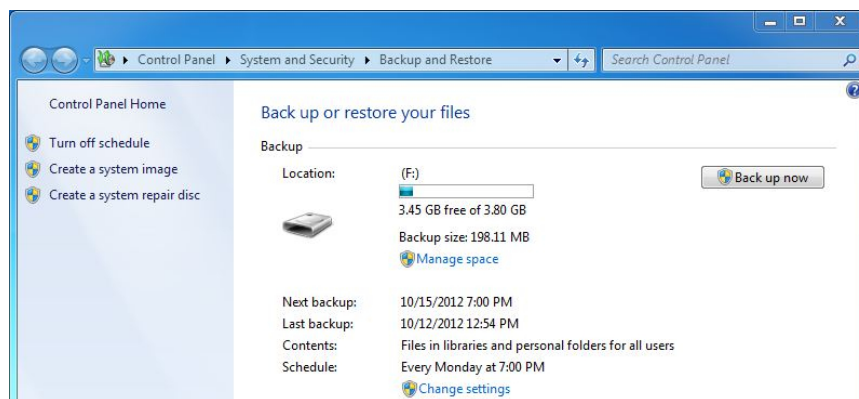 Control Panel ▸ System and Security ▸ Backup and Restore
Search Control Panel
Control Panel Home
Turn off schedule
Create a system image
Create a system repair disc
Back up or restore your files
Backup
Location: (F:)
Back up now
3.45 GB free of 3.80 GB
Backup size: 198.11 MB
Manage space
Next backup: 10/15/2012 7:00 PM
Last backup: 10/12/2012 12:54 PM
Contents: Files in libraries and personal folders for all users
Schedule: Every Monday at 7:00 PM
Change settings